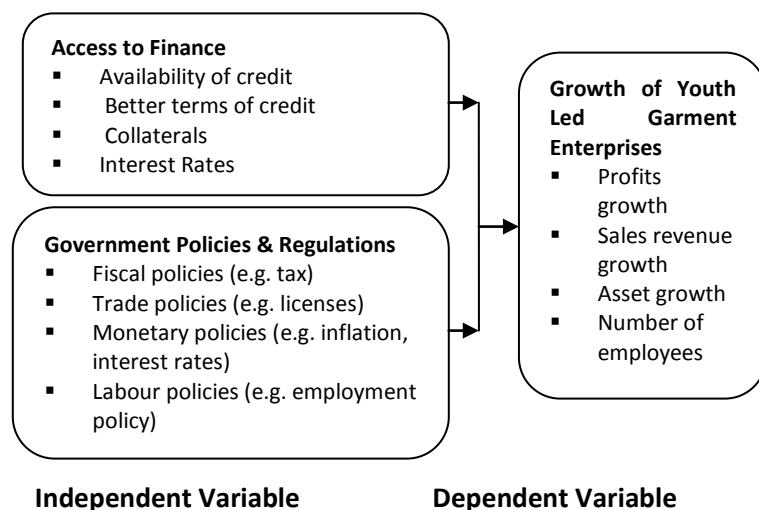 Access to Finance
▪ Availability of credit
▪ Better terms of credit
▪ Collaterals
▪ Interest Rates
Government Policies & Regulations
▪ Fiscal policies (e.g. tax)
▪ Trade policies (e.g. licenses)
▪ Monetary policies (e.g. inflation,
interest rates)
▪ Labour policies (e.g. employment
policy)
Growth of Youth
Led Garment
Enterprises
▪ Profits
growth
▪ Sales revenue
growth
▪ Asset growth
▪ Number of
employees
Independent Variable
Dependent Variable